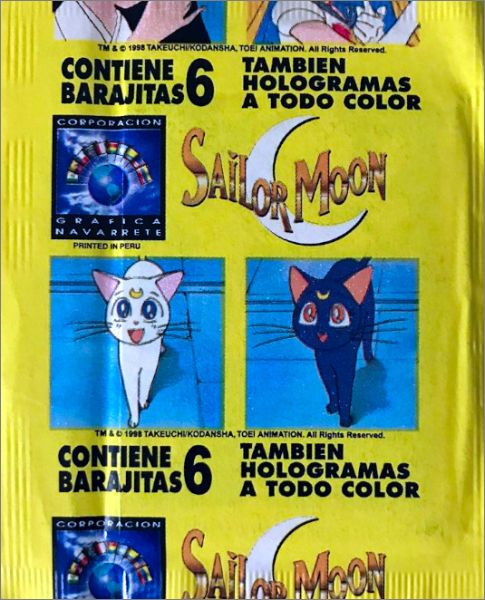 TM & © 1998 TAKEUCHI/KODANSHA, TOEI ANIMATION. All Rights Reserved.
CONTIENE 6
BARAJITAS
TAMBIEN
HOLOGRAMAS
A TODO COLOR
CORPORACION
GRAFICA
NAVARRETE
PRINTED IN PERU
SAiLOR MOON
TM & © 1998 TAKEUCHI/KODANSHA, TOEI ANIMATION. All Rights Reserved.
CONTIENE 6
BARAJITAS
TAMBIEN
HOLOGRAMAS
A TODO COLOR
CORPORACION
SAiLOR MOON